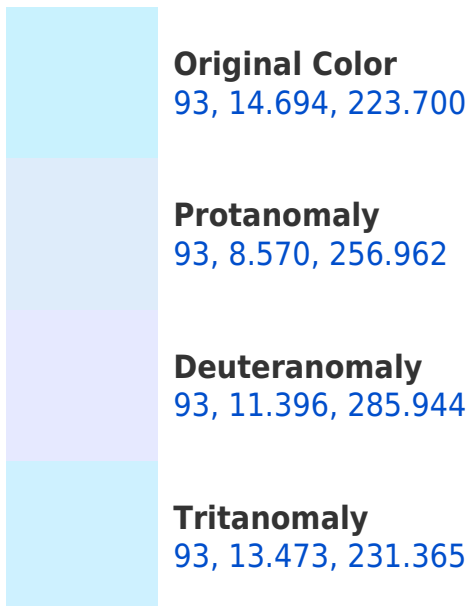 Original Color
93, 14.694, 223.700
Protanomaly
93, 8.570, 256.962
Deuteranomaly
93, 11.396, 285.944
Tritanomaly
93, 13.473, 231.365